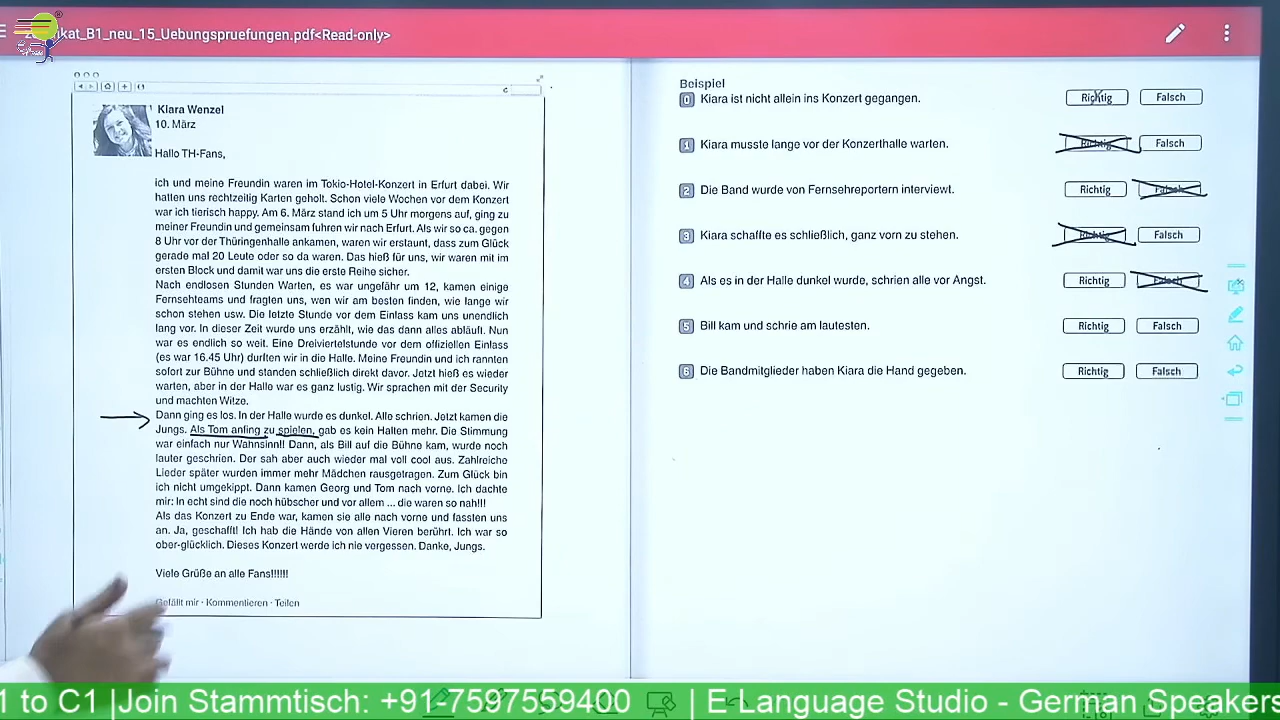 kat_B1_neu_15_Uebungspruefungen.pdf<Read-only>
Kiara Wenzel
10. März
Hallo TH-Fans,
ich und meine Freundin waren im Tokio-Hotel-Konzert in Erfurt dabei. Wir
hatten uns rechtzeitig Karten geholt. Schon viele Wochen vor dem Konzert
war ich tierisch happy. Am 6. März stand ich um 5 Uhr morgens auf, ging zu
meiner Freundin und gemeinsam fuhren wir nach Erfurt. Als wir so ca. gegen
8 Uhr vor der Thüringenhalle ankamen, waren wir erstaunt, dass zum Glück
gerade mal 20 Leute oder so da waren. Das hieß für uns, wir waren mit im
ersten Block und damit war uns die erste Reihe sicher.
Nach endlosen Stunden Warten, es war ungefähr um 12, kamen einige
Fernsehteams und fragten uns, wen wir am besten finden, wie lange wir
schon stehen usw. Die letzte Stunde vor dem Einlass kam uns unendlich
lang vor. In dieser Zeit wurde uns erzählt, wie das dann alles abläuft. Nun
war es endlich so weit. Eine Dreiviertelstunde vor dem offiziellen Einlass
(es war 16.45 Uhr) durften wir in die Halle. Meine Freundin und ich rannten
sofort zur Bühne und standen schließlich direkt davor. Jetzt hieß es wieder
warten, aber in der Halle war es ganz lustig. Wir sprachen mit der Security
und machten Witze.
Dann ging es los. In der Halle wurde es dunkel. Alle schrien. Jetzt kamen die
Jungs. Als Tom anfing zu spielen, gab es kein Halten mehr. Die Stimmung
war einfach nur Wahnsinn!! Dann, als Bill auf die Bühne kam, wurde noch
lauter geschrien. Der sah aber auch wieder mal voll cool aus. Zahlreiche
Lieder später wurden immer mehr Mädchen rausgetragen. Zum Glück bin
ich nicht umgekippt. Dann kamen Georg und Tom nach vorne. Ich dachte
mir: In echt sind die noch hübscher und vor allem ... die waren so nah!!!
Als das Konzert zu Ende war, kamen sie alle nach vorne und fassten uns
an. Ja, geschafft! Ich hab die Hände von allen Vieren berührt. Ich war so
ober-glücklich. Dieses Konzert werde ich nie vergessen. Danke, Jungs.
Viele Grüße an alle Fans!!!!!!
Gefällt mir · Kommentieren · Teilen
Beispiel
0 Kiara ist nicht allein ins Konzert gegangen. Richtig Falsch
1 Kiara musste lange vor der Konzerthalle warten. Richtig Falsch
2 Die Band wurde von Fernsehreportern interviewt. Richtig Falsch
3 Kiara schaffte es schließlich, ganz vorn zu stehen. Richtig Falsch
4 Als es in der Halle dunkel wurde, schrien alle vor Angst. Richtig Falsch
5 Bill kam und schrie am lautesten. Richtig Falsch
6 Die Bandmitglieder haben Kiara die Hand gegeben. Richtig Falsch
1 to C1 |Join Stammtisch: +91-7597559400 | E Language Studio - German Speakers